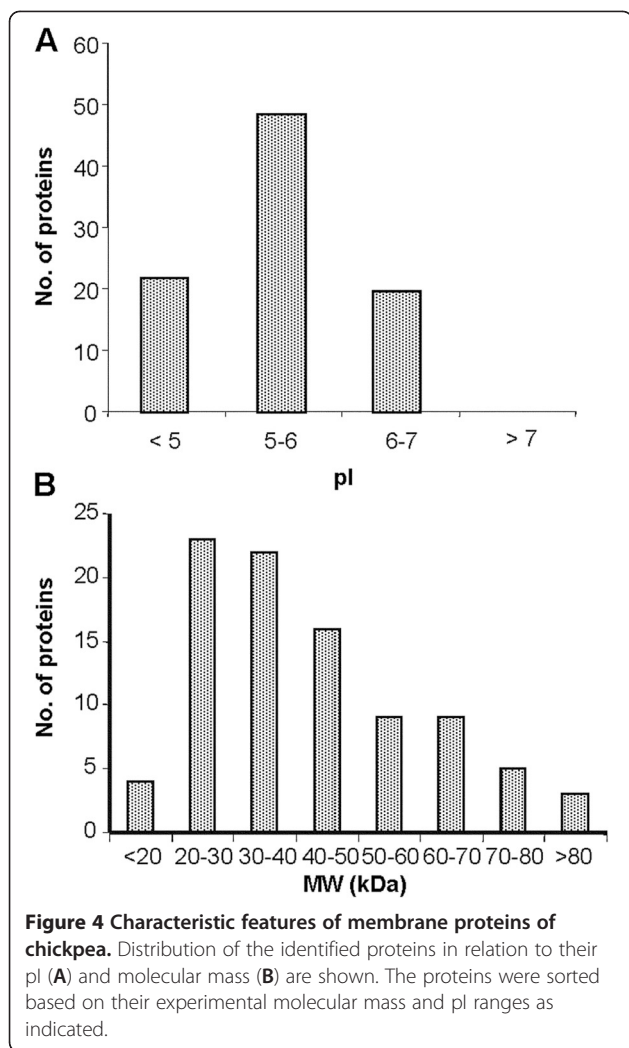 A
60
50
40
30
20
10
0
No. of proteins
< 5 5-6 6-7 > 7
pI
B
25
20
15
10
5
0
No. of proteins
<20 20-30 30-40 40-50 50-60 60-70 70-80 >80
MW (kDa)
Figure 4 Characteristic features of membrane proteins of
chickpea. Distribution of the identified proteins in relation to their
pI (A) and molecular mass (B) are shown. The proteins were sorted
based on their experimental molecular mass and pI ranges as
indicated.